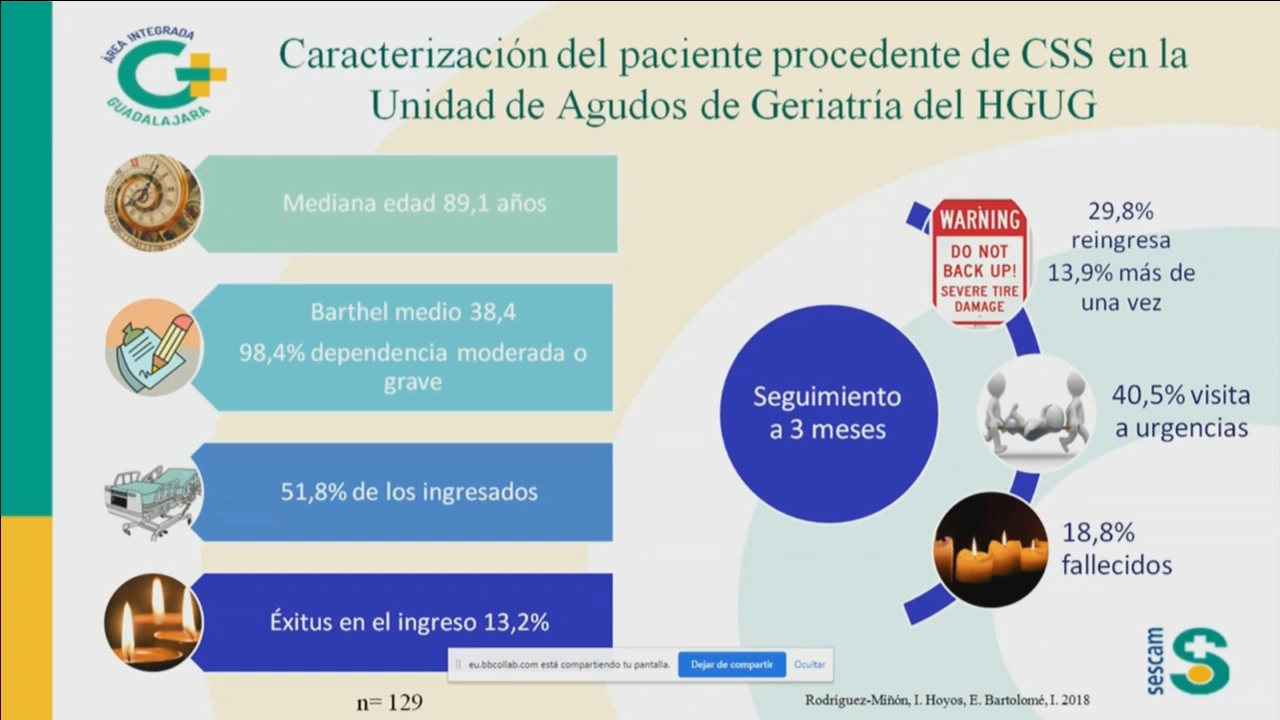 ÁREA INTEGRADA
GUADALAJARA
Caracterización del paciente procedente de CSS en la
Unidad de Agudos de Geriatría del HGUG
Mediana edad 89,1 años
Barthel medio 38,4
98,4% dependencia moderada o
grave
51,8% de los ingresados
Éxitus en el ingreso 13,2%
n= 129
Seguimiento
a 3 meses
WARNING
DO NOT
BACK UP!
SEVERE TIRE
DAMAGE
29,8%
reingresa
13,9% más de
una vez
40,5% visita
a urgencias
18,8%
fallecidos
eu.bbcollab.com está compartiendo tu pantalla.
Dejar de compartir
Ocultar
Rodríguez-Miñón, I. Hoyos, E. Bartolomé, I. 2018
sescam